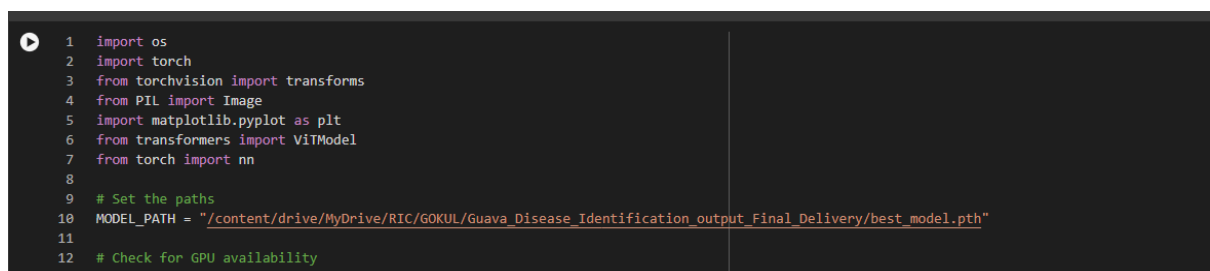 1 import os
2 import torch
3 from torchvision import transforms
4 from PIL import Image
5 import matplotlib.pyplot as plt
6 from transformers import ViTModel
7 from torch import nn
8
9 # Set the paths
10 MODEL_PATH = "/content/drive/MyDrive/RIC/GOKUL/Guava_Disease_Identification_output_Final_Delivery/best_model.pth"
11
12 # Check for GPU availability